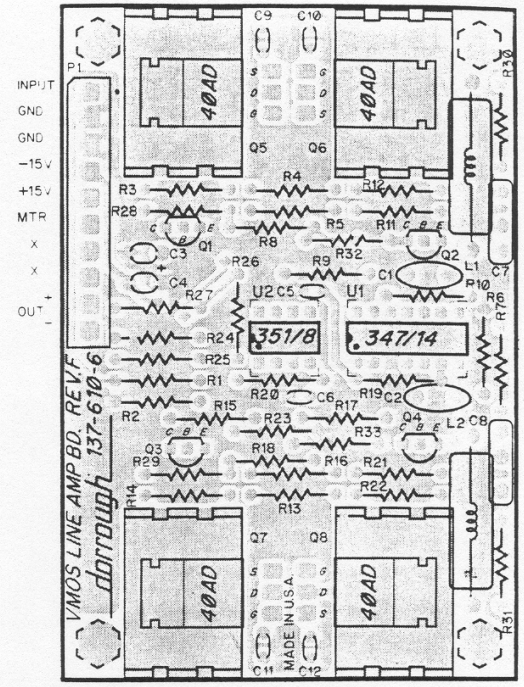 C9 C10
P1
R30
INPUT
GND
GND
-15V
+15V
MTR
X
X
OUT + -
40AD
S D G
S D G
40AD
Q5 Q6
R3 R4 R12
R28 R8 R5 R11
C B E Q1 R32 C B E Q2
C3 R26 R9 C1 L1 C7
+ C4 U2 C5 U1 R10
R27 R6
R7
R24 351/8 347/14
R25
R1 R20 C6 R19 C2
R2 R15 R23 R17 Q4 L2 C8
C B E R33 C B E
Q3 R18
R29 R16 R21
R14 R22
R13
Q7 Q8
40AD
S D G
S D G
40AD
MADE IN U.S.A.
R31
C11 C12
VMOS LINE AMP BD. REV.F
dorrough 137-610-6